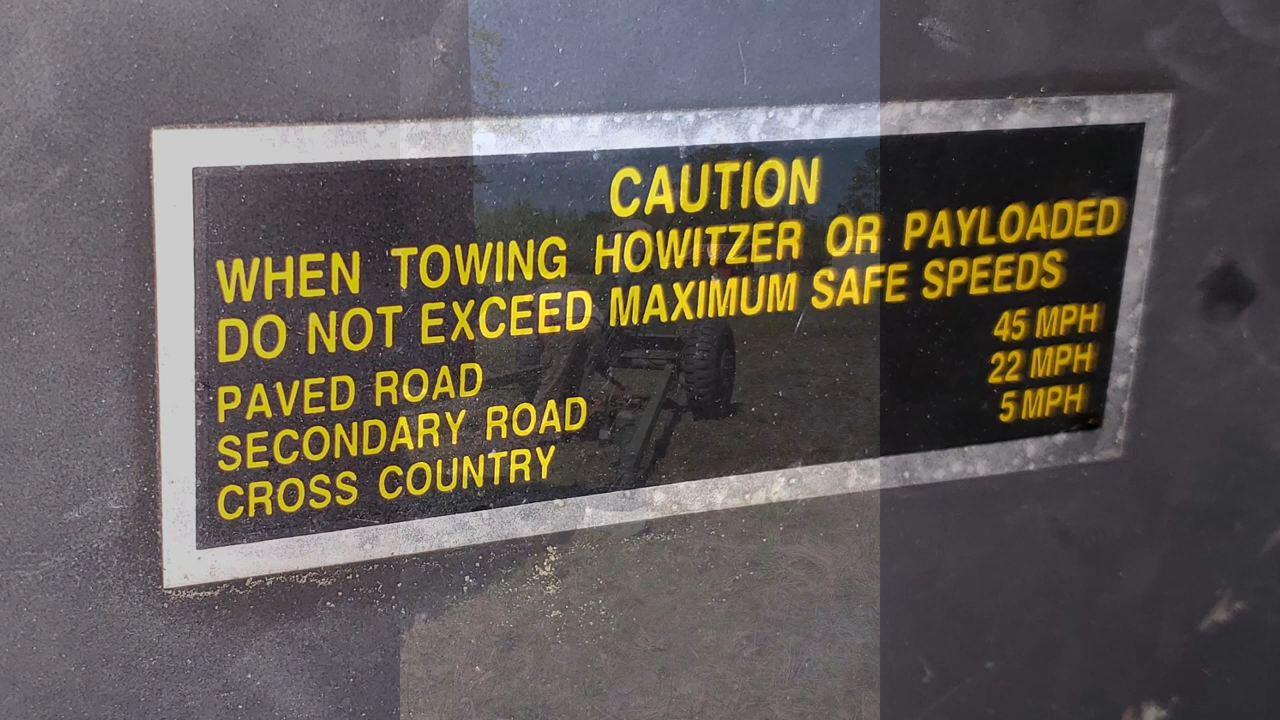 CAUTION
WHEN TOWING HOWITZER OR PAYLOADED
DO NOT EXCEED MAXIMUM SAFE SPEEDS
PAVED ROAD 45 MPH
SECONDARY ROAD 22 MPH
CROSS COUNTRY 5 MPH